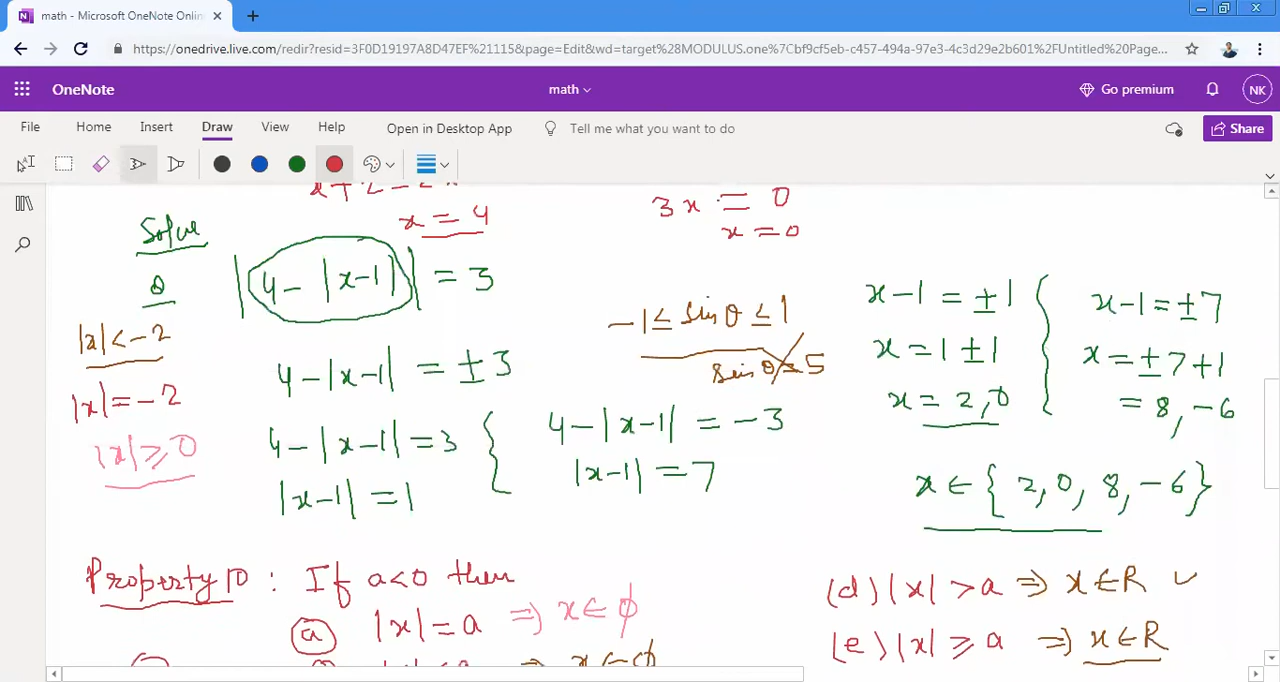 math - Microsoft OneNote Onlin
https://onedrive.live.com/redir?resid=3F0D19197A8D47EF%21115&page=Edit&wd=target%28MODULUS.one%7Cbf9cf5eb-c457-494a-97e3-4c3d29e2b601%2FUntitled Page...
OneNote
math
Go premium
NK
File Home Insert Draw View Help Open in Desktop App Tell me what you want to do
Share
x = 4
3x = 0
x = 0
Solve
Q
|4 - |x-1|| = 3
|x| < -2
|x| = -2
|x| ≥ 0
4 - |x-1| = ± 3
4 - |x-1| = 3
|x-1| = 1
4 - |x-1| = -3
|x-1| = 7
-1 ≤ sin θ ≤ 1
sin θ = 5
x - 1 = ± 1
x = 1 ± 1
x = 2, 0
x - 1 = ± 7
x = ± 7 + 1
= 8, -6
x ∈ { 2, 0, 8, -6 }
Property 10 : If a<0 then
(a) |x| = a ⇒ x ∈ ϕ
(d) |x| > a ⇒ x ∈ R ✓
(e) |x| ≥ a ⇒ x ∈ R